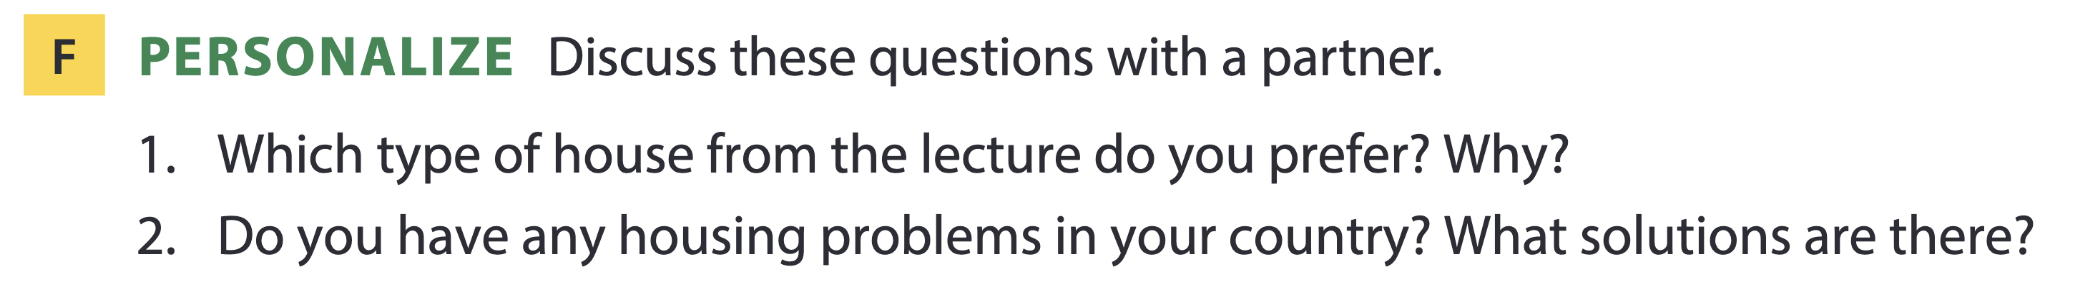 F PERSONALIZE Discuss these questions with a partner.
1. Which type of house from the lecture do you prefer? Why?
2. Do you have any housing problems in your country? What solutions are there?